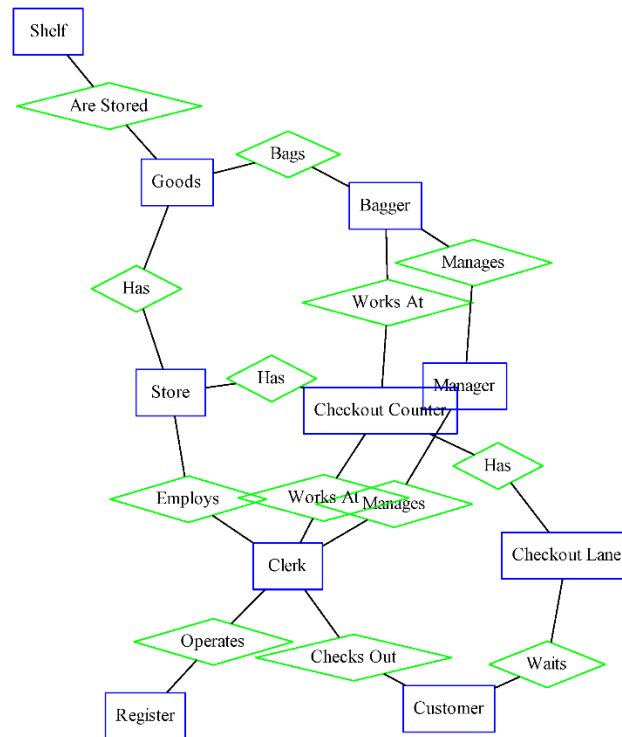 Shelf
Are Stored
Bags
Goods
Bagger
Manages
Has
Works At
Has
Manager
Store
Checkout Counter
Has
Employs
Works At
Manages
Checkout Lane
Clerk
Operates
Checks Out
Waits
Register
Customer